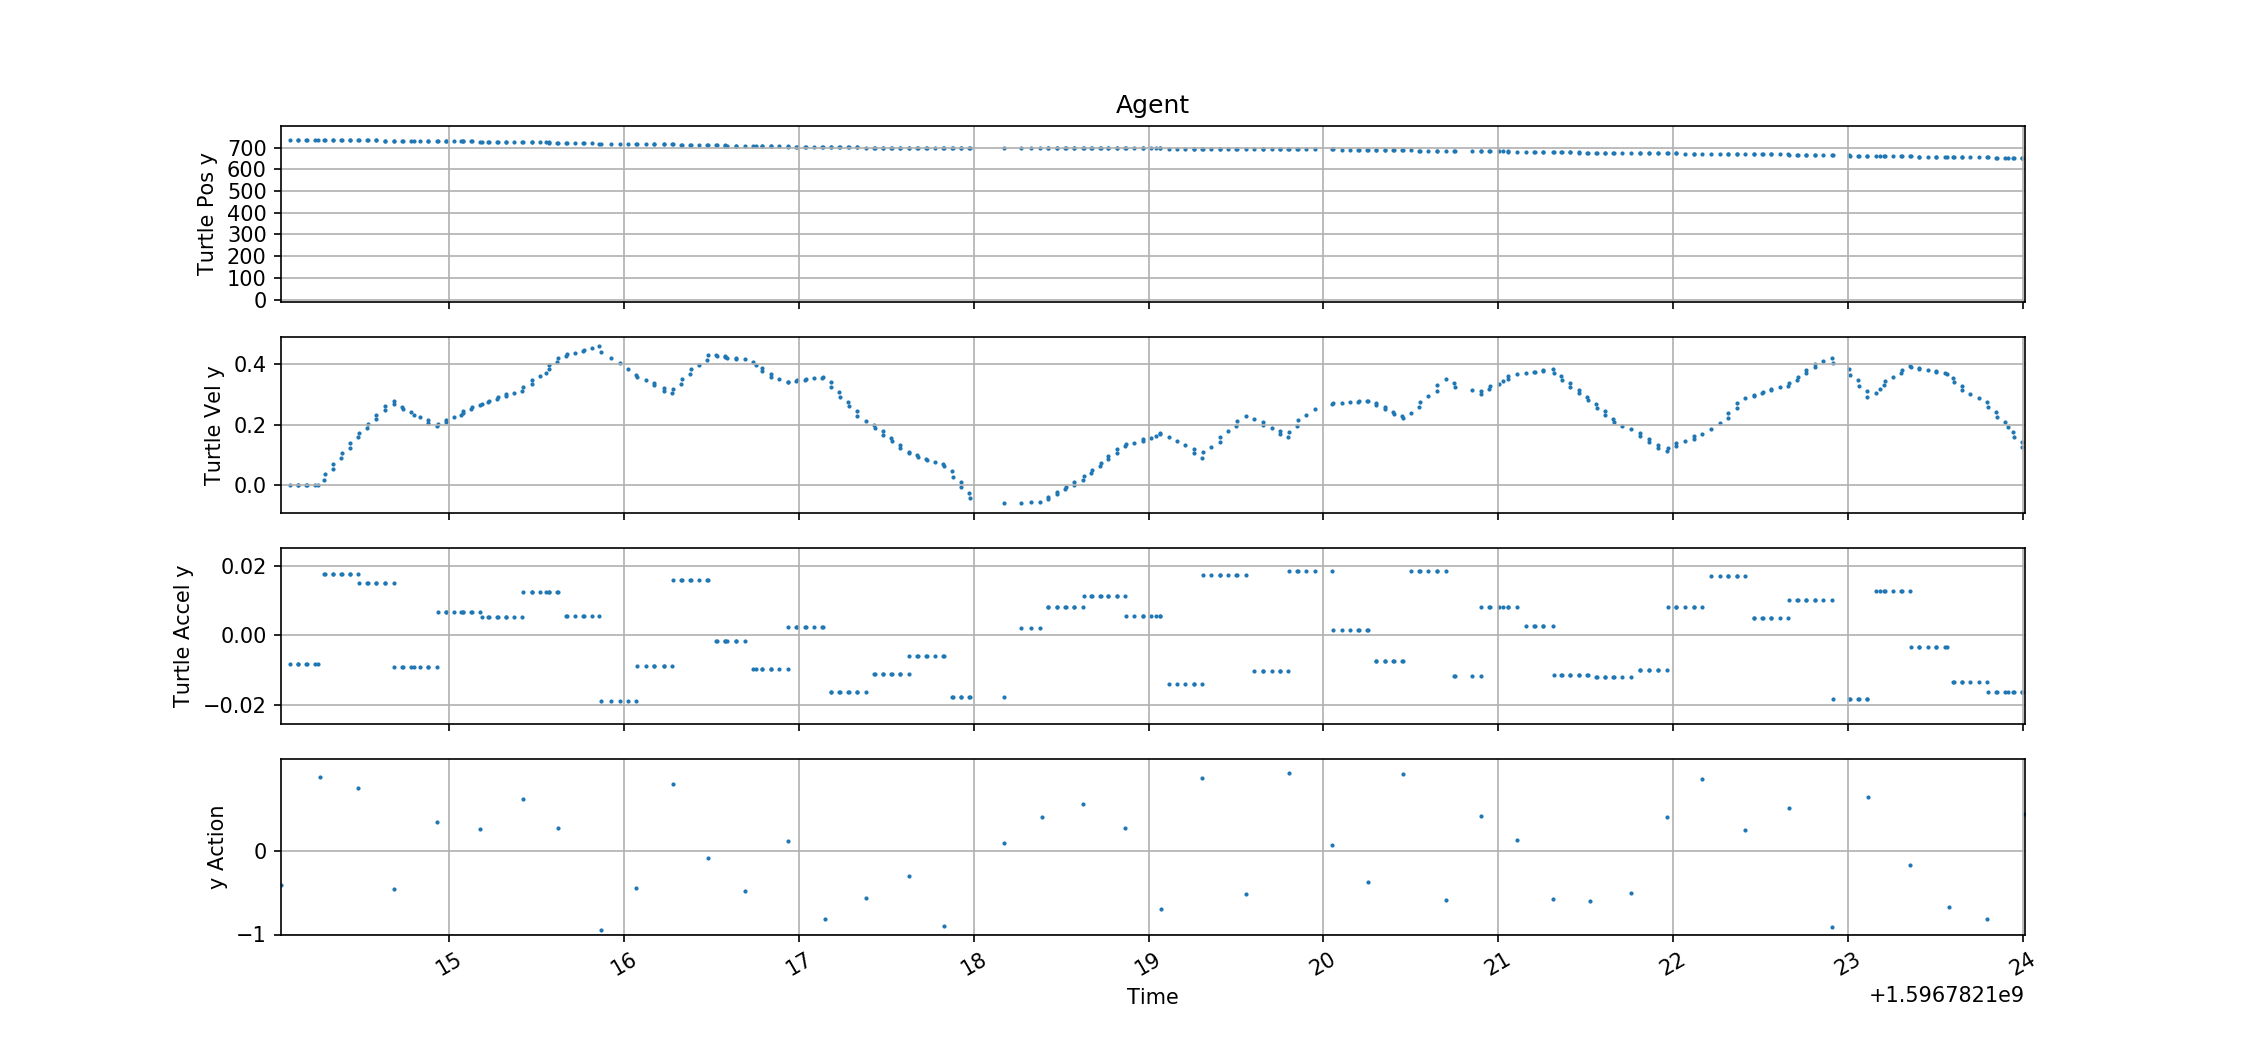 Agent
Turtle Pos y
700
600
500
400
300
200
100
0
Turtle Vel y
0.4
0.2
0.0
Turtle Accel y
0.02
0.00
−0.02
y Action
0
−1
15 16 17 18 19 20 21 22 23 24
Time
+1.5967821e9